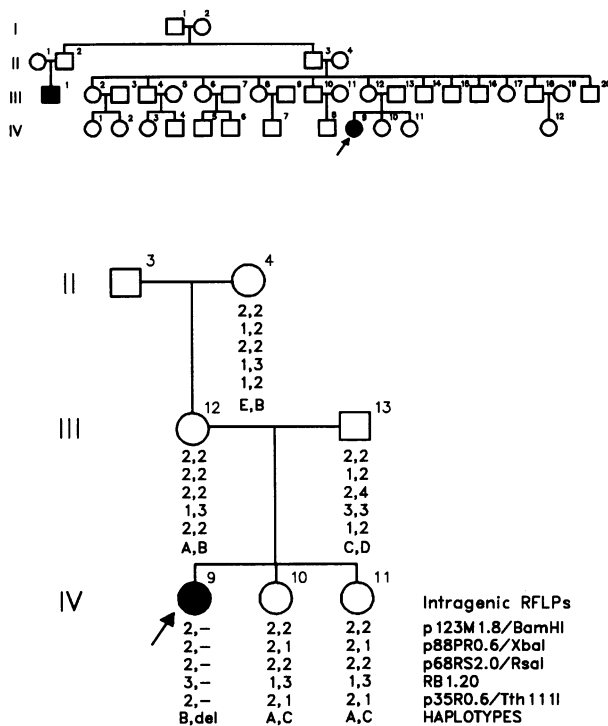 I 1 2
II 1 2 3 4
III 1 2 3 4 5 6 7 8 9 10 11 12 13 14 15 16 17 18 19 20
IV 1 2 3 4 5 6 7 8 9 10 11 12
II 3 4
2,2
1,2
2,2
1,3
1,2
E,B
III 12 13
2,2 2,2
2,2 1,2
2,2 2,4
1,3 3,3
2,2 1,2
A,B C,D
IV 9 10 11 Intragenic RFLPs
2,- 2,2 2,2 p123M1.8/BamHI
2,- 2,1 2,1 p88PR0.6/XbaI
2,- 2,2 2,2 p68RS2.0/RsaI
3,- 1,3 1,3 RB1.20
2,- 2,1 2,1 p35R0.6/Tth111I
B,del A,C A,C HAPLOTYPES